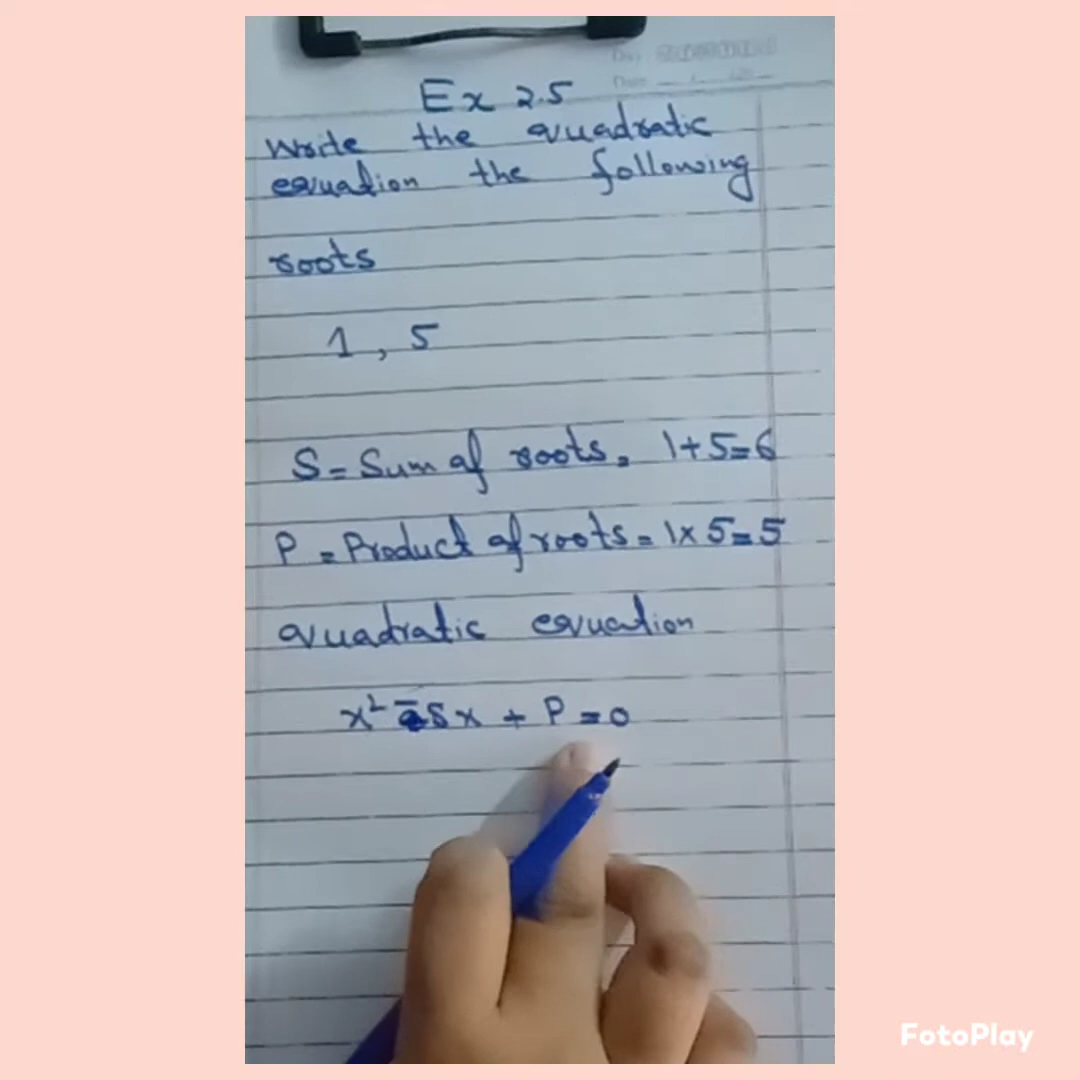 Ex 2.5
Write the quadratic
equation the following
roots
1, 5
S = Sum of roots = 1+5=6
P = Product of roots = 1x5=5
quadratic equation
x² - Sx + P = 0
FotoPlay